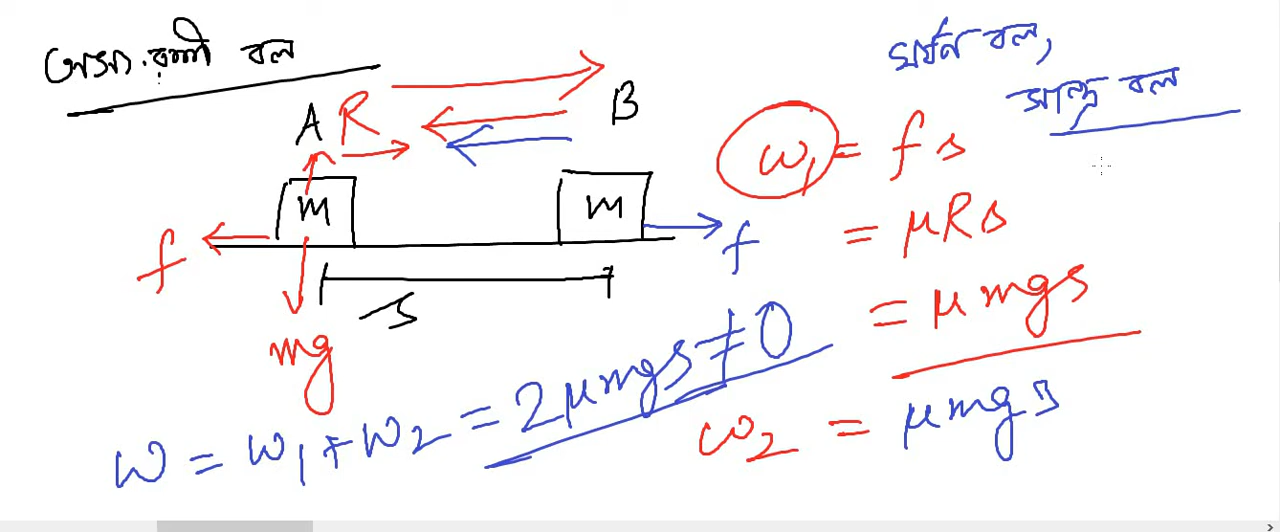 অসংরক্ষী বল
ঘর্ষণ বল,
সান্দ্র বল
A R B
m m
f f
mg
s
w₁ = fs
= μRs
= μmgs
w₂ = μmgs
w = w₁ + w₂ = 2μmgs ≠ 0